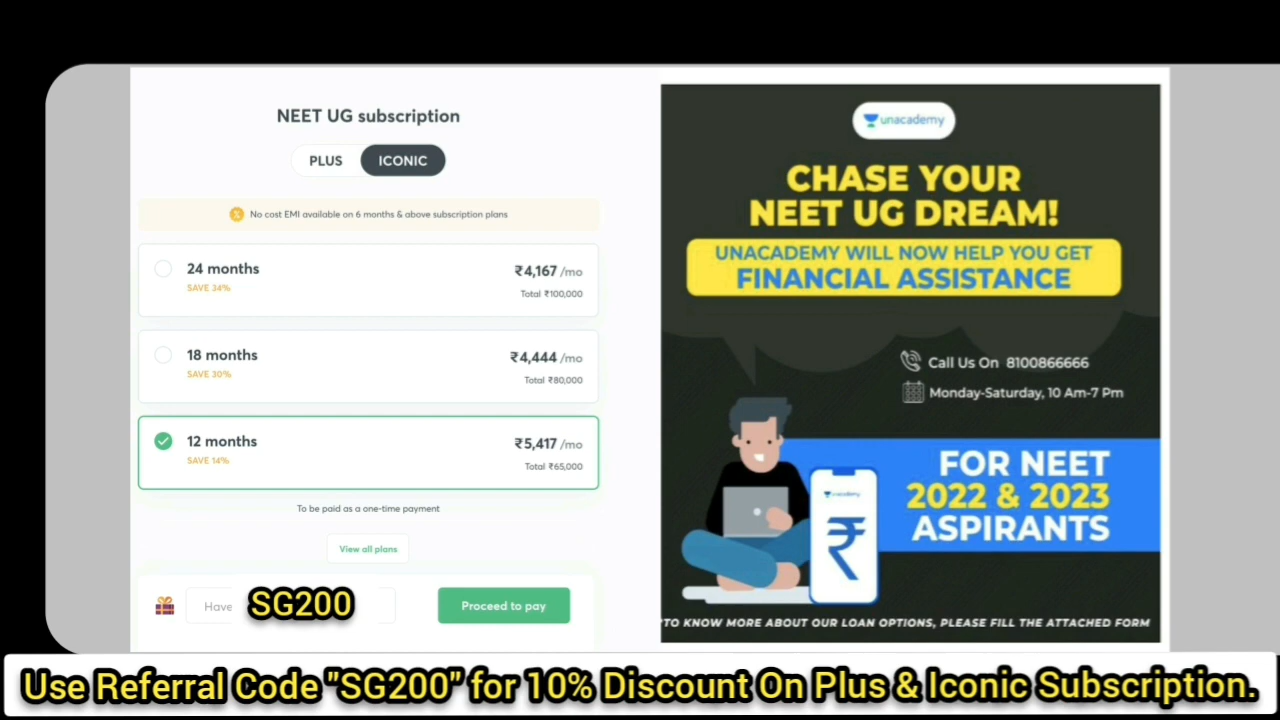 NEET UG subscription
PLUS
ICONIC
No cost EMI available on 6 months & above subscription plans
24 months
₹4,167 /mo
SAVE 34%
Total ₹100,000
18 months
₹4,444 /mo
SAVE 30%
Total ₹80,000
12 months
₹5,417 /mo
SAVE 14%
Total ₹65,000
To be paid as a one-time payment
View all plans
Have
SG200
Proceed to pay
unacademy
CHASE YOUR
NEET UG DREAM!
UNACADEMY WILL NOW HELP YOU GET
FINANCIAL ASSISTANCE
Call Us On 8100866666
Monday-Saturday, 10 Am-7 Pm
unacademy
₹
FOR NEET
2022 & 2023
ASPIRANTS
*TO KNOW MORE ABOUT OUR LOAN OPTIONS, PLEASE FILL THE ATTACHED FORM
Use Referral Code "SG200" for 10% Discount On Plus & Iconic Subscription.